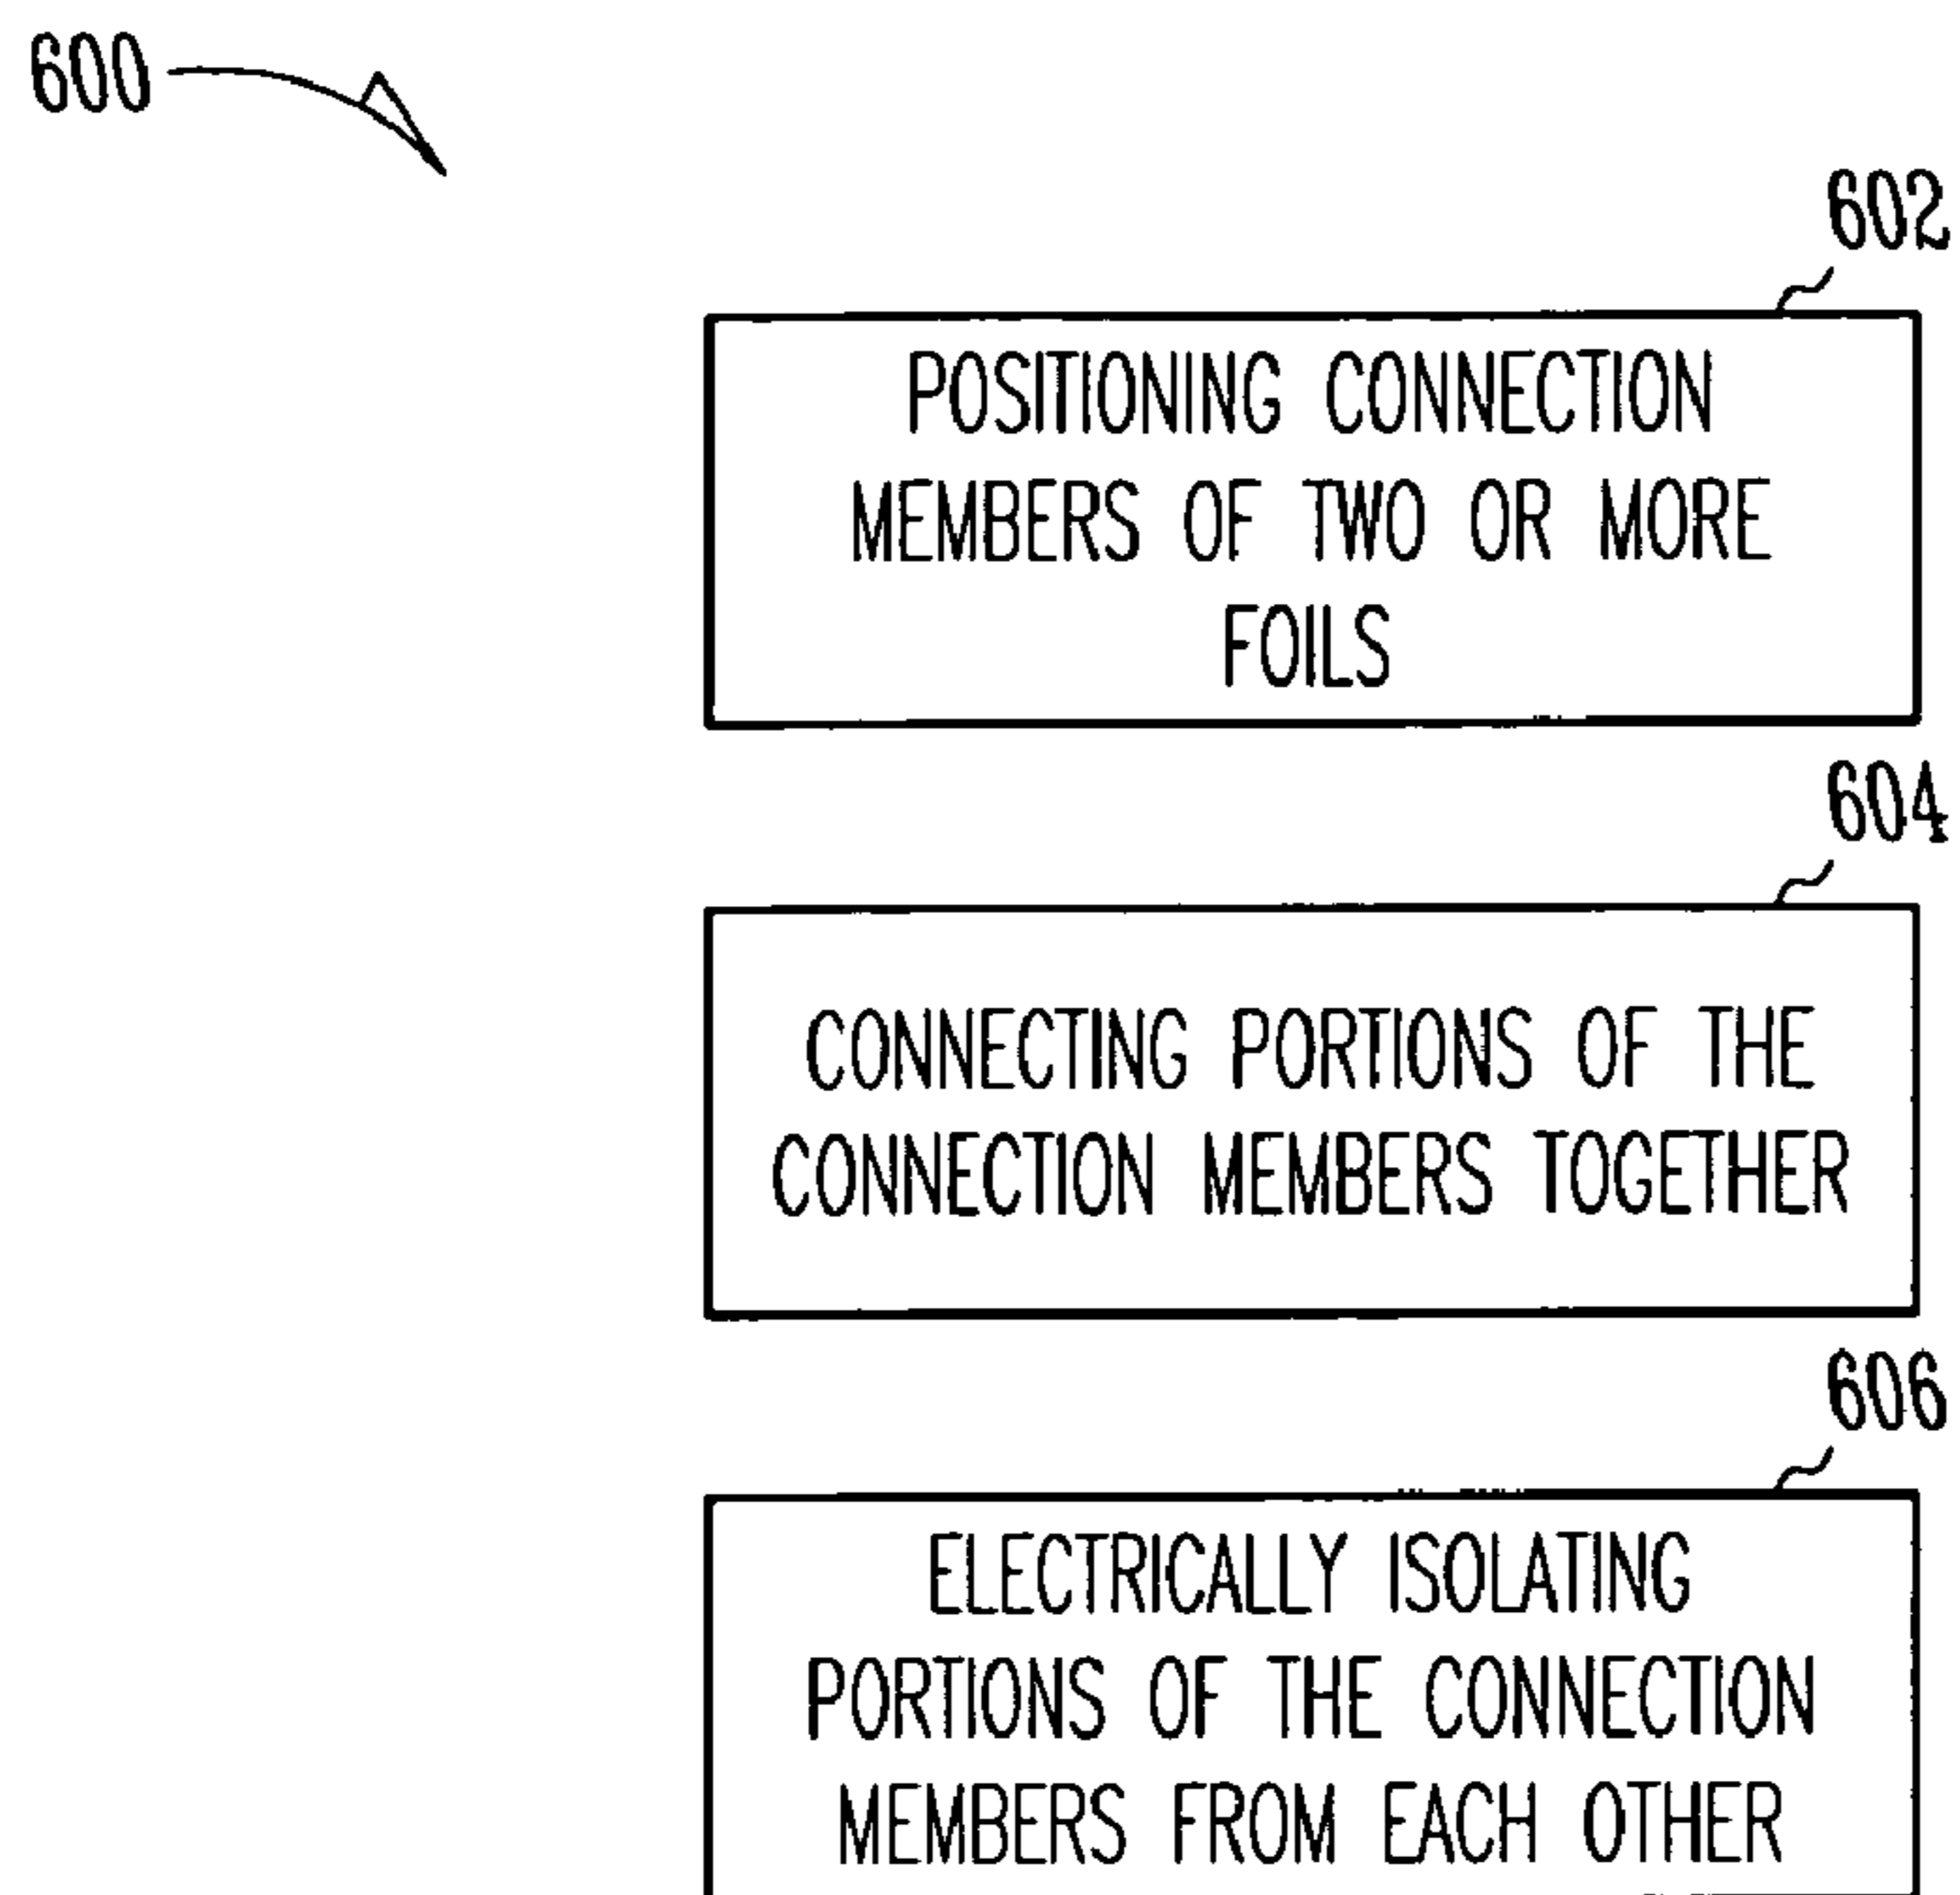 600
602
POSITIONING CONNECTION
MEMBERS OF TWO OR MORE
FOILS
604
CONNECTING PORTIONS OF THE
CONNECTION MEMBERS TOGETHER
606
ELECTRICALLY ISOLATING
PORTIONS OF THE CONNECTION
MEMBERS FROM EACH OTHER